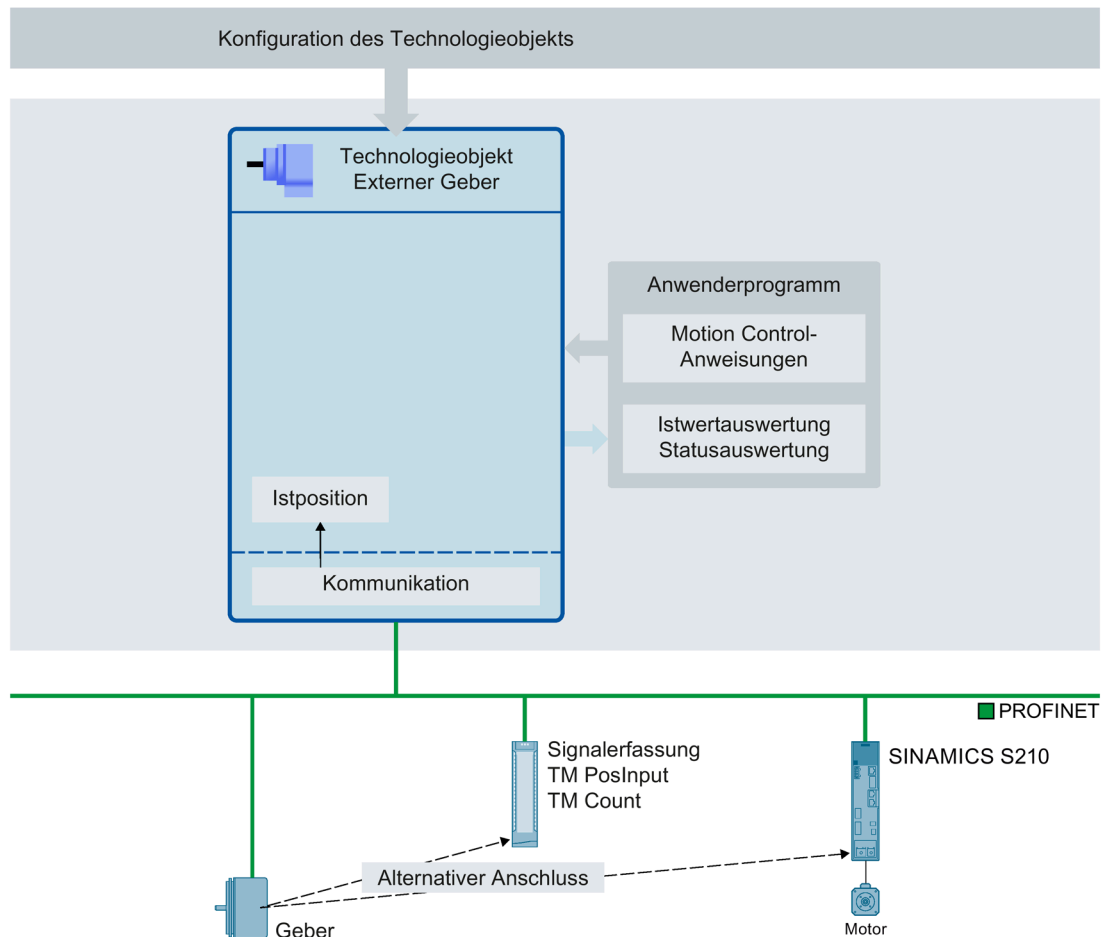 Konfiguration des Technologieobjekts
Technologieobjekt
Externer Geber
Anwenderprogramm
Motion Control-
Anweisungen
Istwertauswertung
Statusauswertung
Istposition
Kommunikation
PROFINET
Signalerfassung
TM PosInput
TM Count
SINAMICS S210
Alternativer Anschluss
Geber
Motor